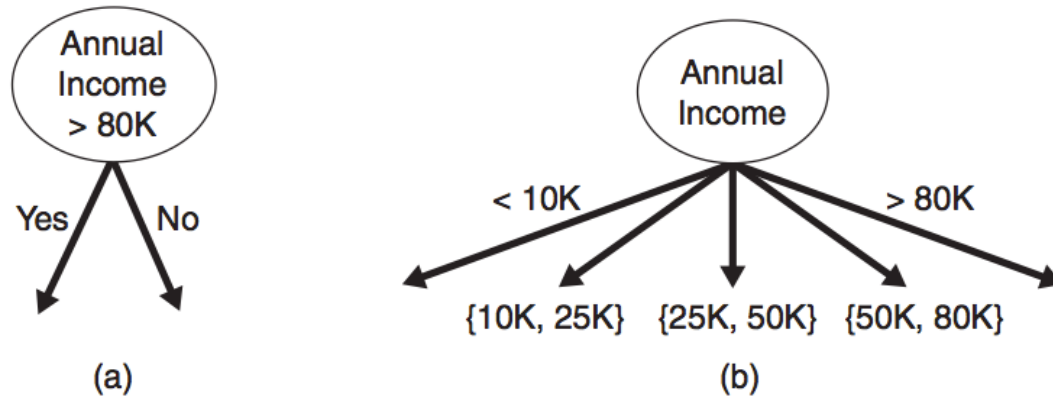 Annual
Income
> 80K
Yes
No
(a)
Annual
Income
< 10K
> 80K
{10K, 25K}
{25K, 50K}
{50K, 80K}
(b)